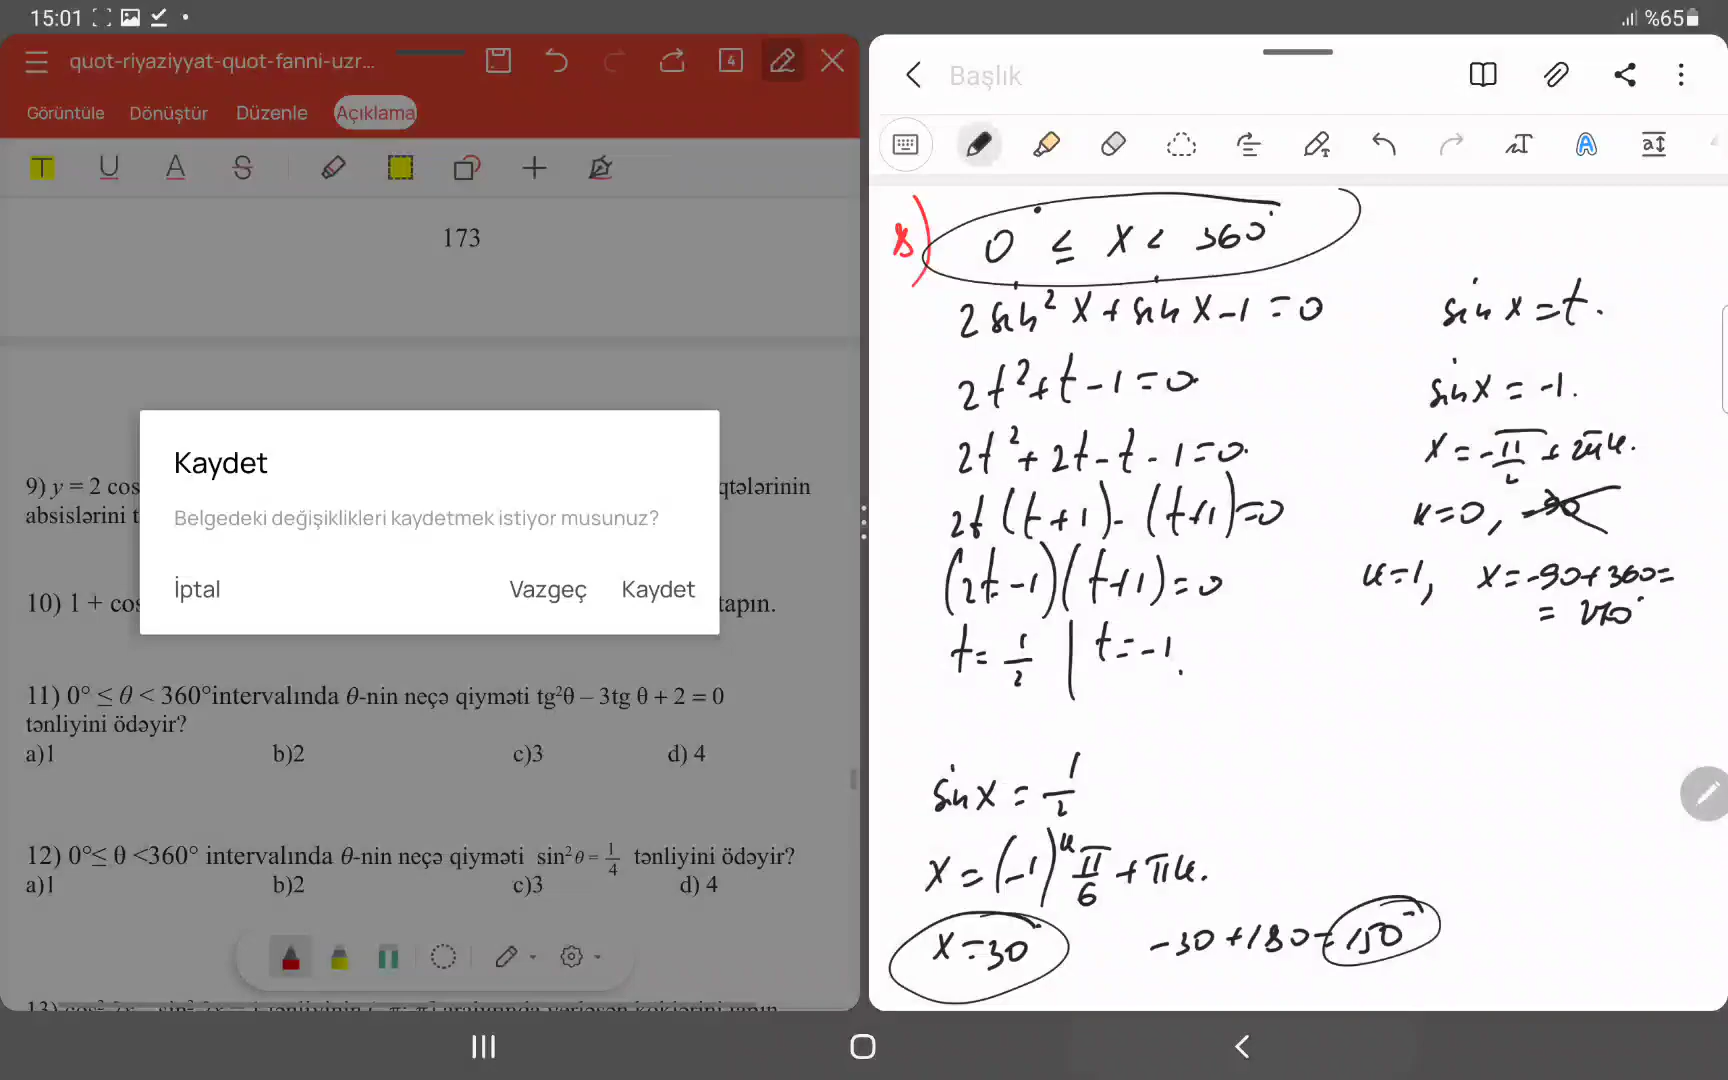 15:01
%65
quot-riyaziyyat-quot-fanni-uzr...
4
Görüntüle Dönüştür Düzenle Açıklama
T U A S
173
9) y = 2 cos
qtələrinin
absislərini t
10) 1 + cos
tapın.
Kaydet
Belgedeki değişiklikleri kaydetmek istiyor musunuz?
İptal Vazgeç Kaydet
11) 0° ≤ θ < 360°intervalında θ-nin neçə qiyməti tg²θ – 3tg θ + 2 = 0
tənliyini ödəyir?
a)1 b)2 c)3 d) 4
12) 0°≤ θ <360° intervalında θ-nin neçə qiyməti sin²θ = 1/4 tənliyini ödəyir?
a)1 b)2 c)3 d) 4
Başlık
8)
0° ≤ x < 360°
2 sin² x + sin x - 1 = 0
sin x = t.
2t² + t - 1 = 0
sin x = -1.
2t² + 2t - t - 1 = 0.
x = -π/2 + 2πk.
2t (t+1) - (t+1) = 0
k=0, -90
(2t-1)(t+1) = 0
k=1, x = -90+360 =
= 270°
t = 1/2 | t = -1.
sin x = 1/2
x = (-1)^k π/6 + πk.
x = 30° -30+180 = 150°